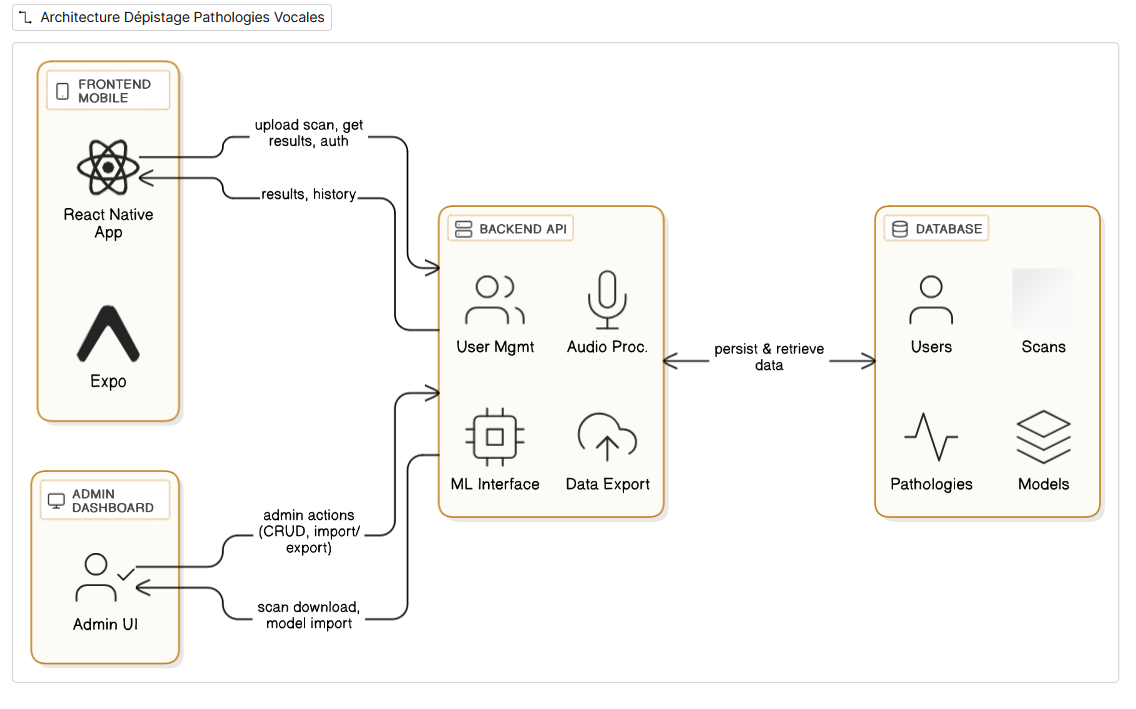 Architecture Dépistage Pathologies Vocales
FRONTEND
MOBILE
React Native
App
Expo
upload scan, get
results, auth
results, history
ADMIN
DASHBOARD
Admin UI
admin actions
(CRUD, import/
export)
scan download,
model import
BACKEND API
User Mgmt
Audio Proc.
ML Interface
Data Export
persist & retrieve
data
DATABASE
Users
Scans
Pathologies
Models